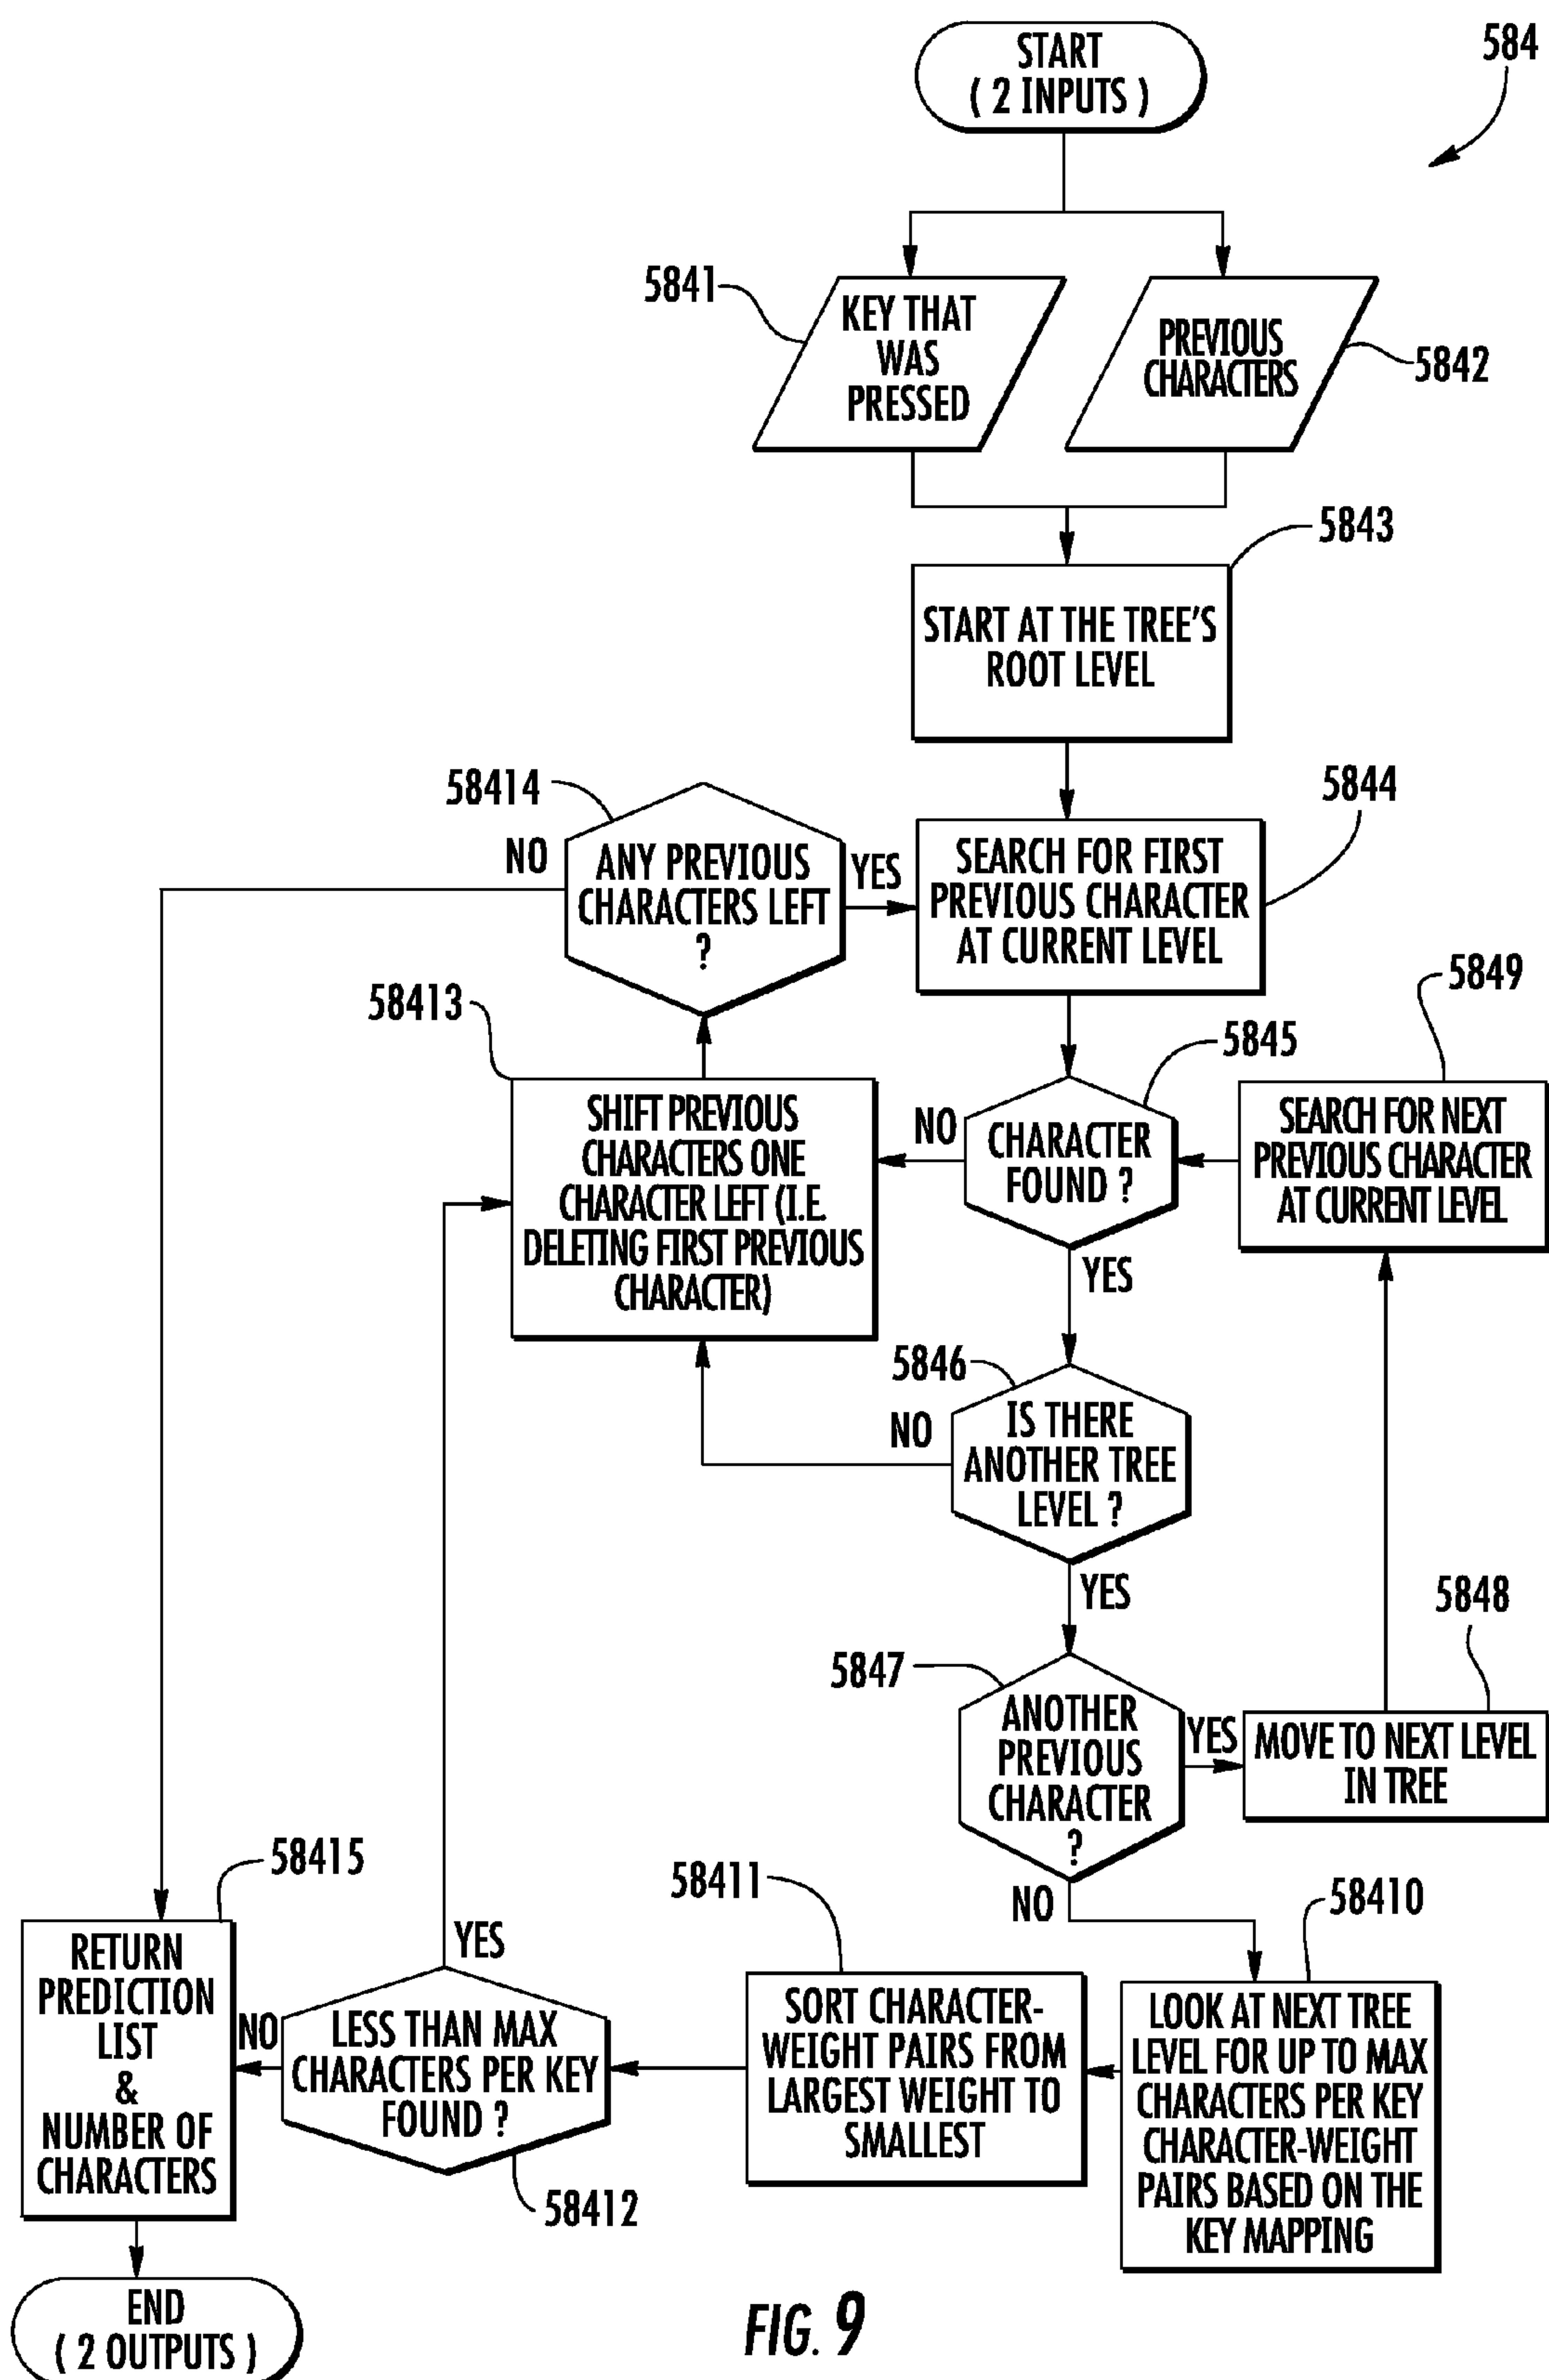 START
( 2 INPUTS )
584
5841
KEY THAT
WAS
PRESSED
PREVIOUS
CHARACTERS
5842
5843
START AT THE TREE'S
ROOT LEVEL
58414
NO
ANY PREVIOUS
CHARACTERS LEFT
?
YES
5844
SEARCH FOR FIRST
PREVIOUS CHARACTER
AT CURRENT LEVEL
58413
SHIFT PREVIOUS
CHARACTERS ONE
CHARACTER LEFT (I.E.
DELETING FIRST PREVIOUS
CHARACTER)
NO
5845
CHARACTER
FOUND ?
YES
5849
SEARCH FOR NEXT
PREVIOUS CHARACTER
AT CURRENT LEVEL
5846
NO
IS THERE
ANOTHER TREE
LEVEL ?
YES
5847
ANOTHER
PREVIOUS
CHARACTER
?
YES
NO
5848
MOVE TO NEXT LEVEL
IN TREE
58415
RETURN
PREDICTION
LIST
&
NUMBER OF
CHARACTERS
NO
YES
LESS THAN MAX
CHARACTERS PER KEY
FOUND ?
58412
58411
SORT CHARACTER-
WEIGHT PAIRS FROM
LARGEST WEIGHT TO
SMALLEST
58410
LOOK AT NEXT TREE
LEVEL FOR UP TO MAX
CHARACTERS PER KEY
CHARACTER-WEIGHT
PAIRS BASED ON THE
KEY MAPPING
END
( 2 OUTPUTS )
FIG. 9